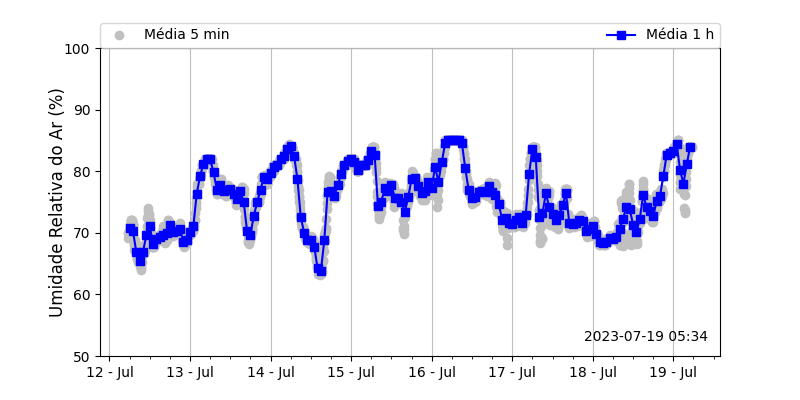 Média 5 min
Média 1 h
Umidade Relativa do Ar (%)
100
90
80
70
60
50
2023-07-19 05:34
12 - Jul
13 - Jul
14 - Jul
15 - Jul
16 - Jul
17 - Jul
18 - Jul
19 - Jul